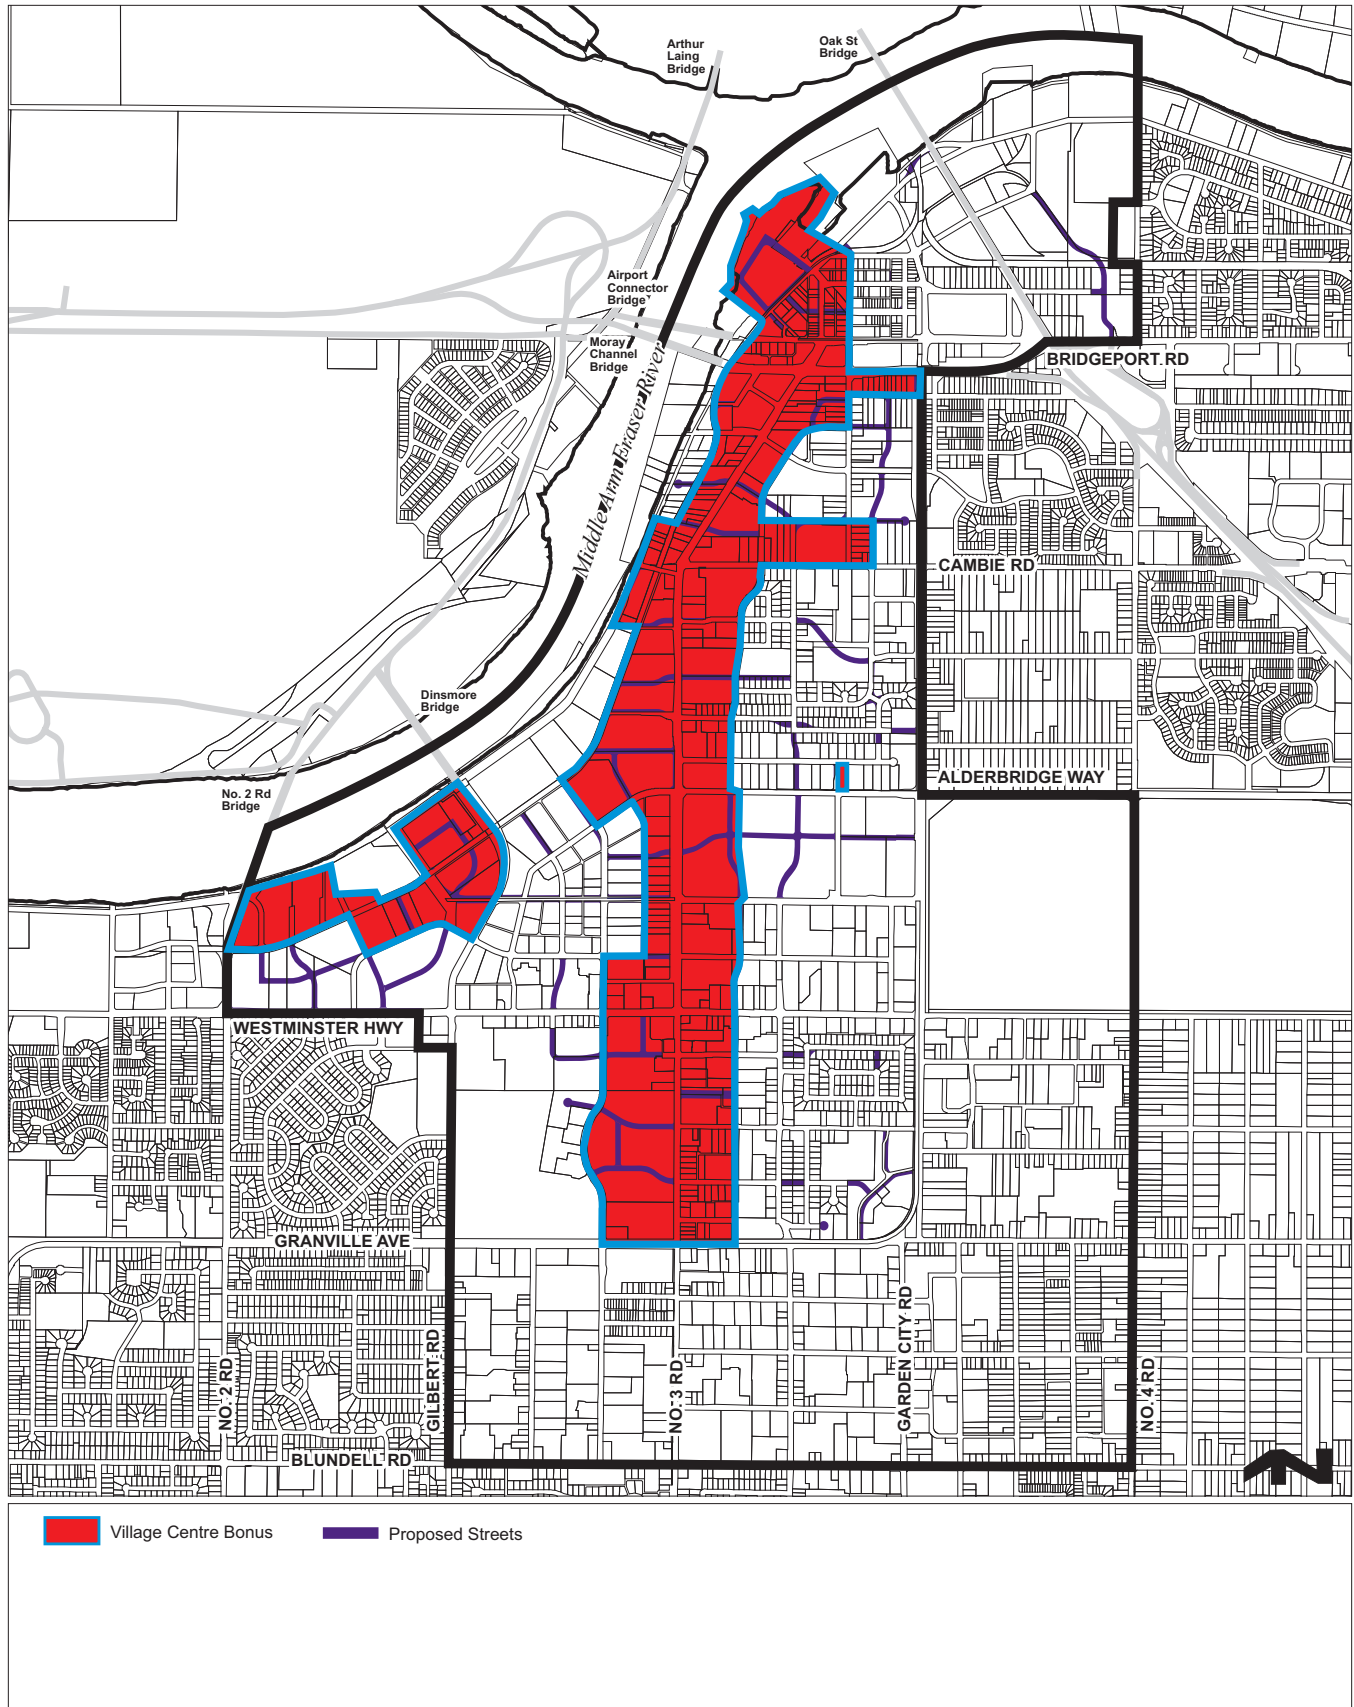 Arthur
Laing
Bridge
Oak St
Bridge
Airport
Connector
Bridge
Moray
Channel
Bridge
BRIDGEPORT RD
Middle Arm Fraser River
CAMBIE RD
Dinsmore
Bridge
ALDERBRIDGE WAY
No. 2 Rd
Bridge
WESTMINSTER HWY
GRANVILLE AVE
NO. 2 RD
GILBERT RD
NO. 3 RD
GARDEN CITY RD
NO. 4 RD
BLUNDELL RD
Village Centre Bonus
Proposed Streets